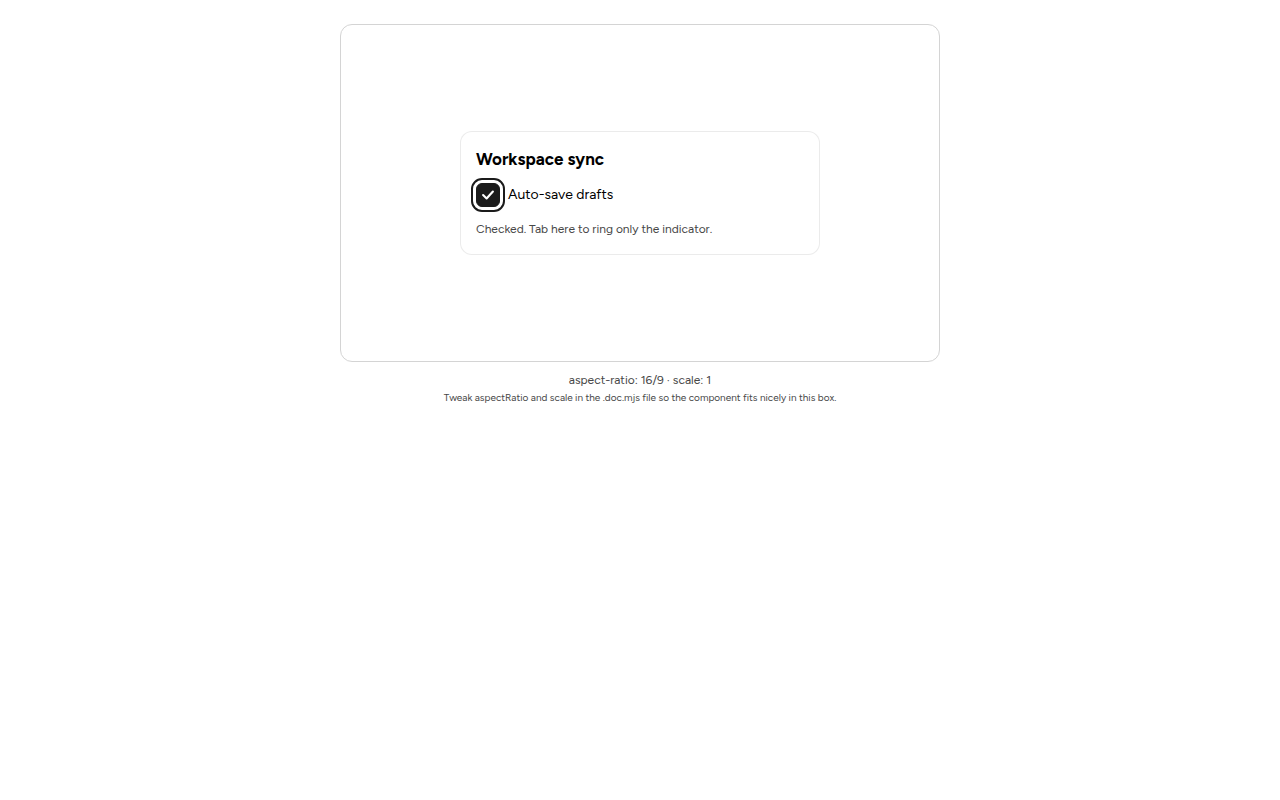 Workspace sync
Auto-save drafts
Checked. Tab here to ring only the indicator.
aspect-ratio: 16/9 · scale: 1
Tweak aspectRatio and scale in the .doc.mjs file so the component fits nicely in this box.